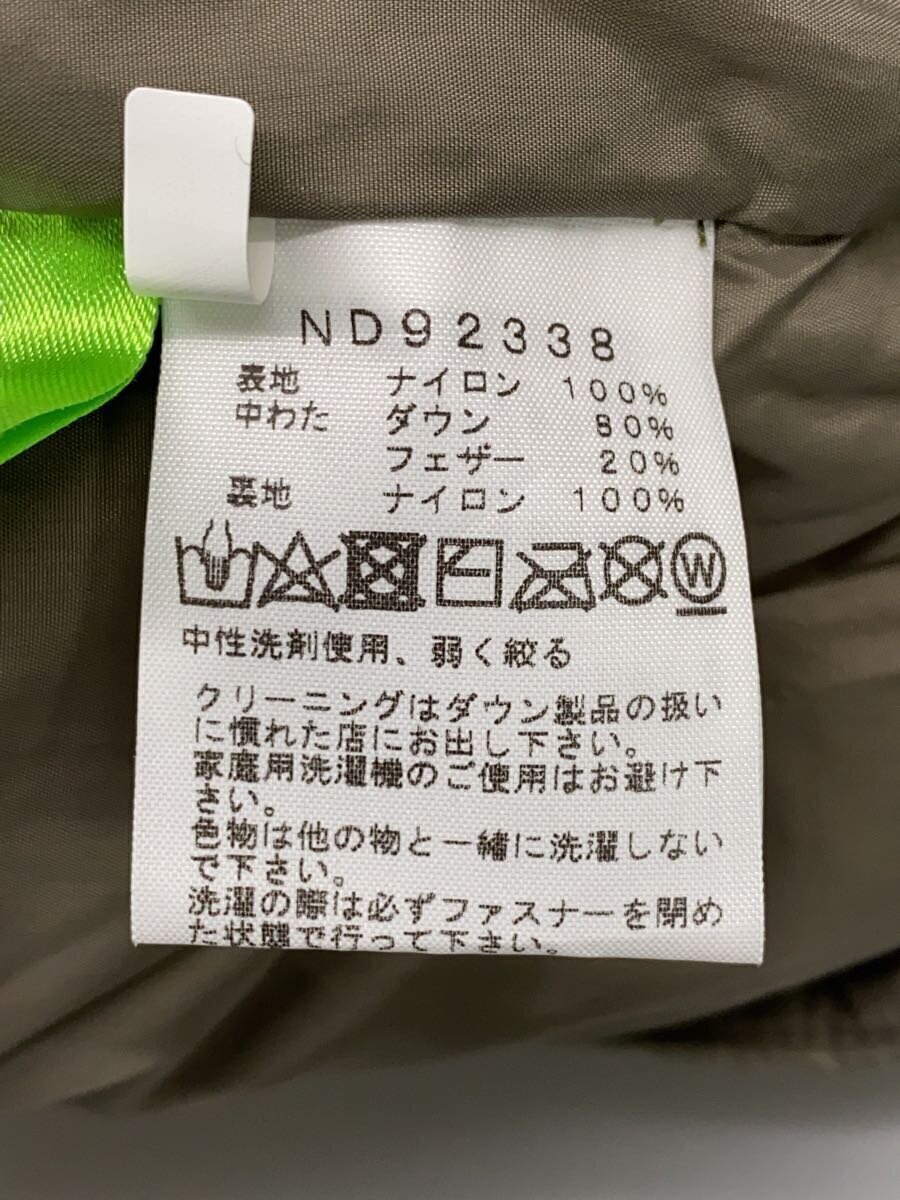 ND92338
表地 ナイロン 100%
中わた ダウン 80%
フェザー 20%
裏地 ナイロン 100%
W
中性洗剤使用、弱く絞る
クリーニングはダウン製品の扱い
に慣れた店にお出し下さい。
家庭用洗濯機のご使用はお避け下
さい。
色物は他の物と一緒に洗濯しない
で下さい。
洗濯の際は必ずファスナーを閉め
た状態で行って下さい。